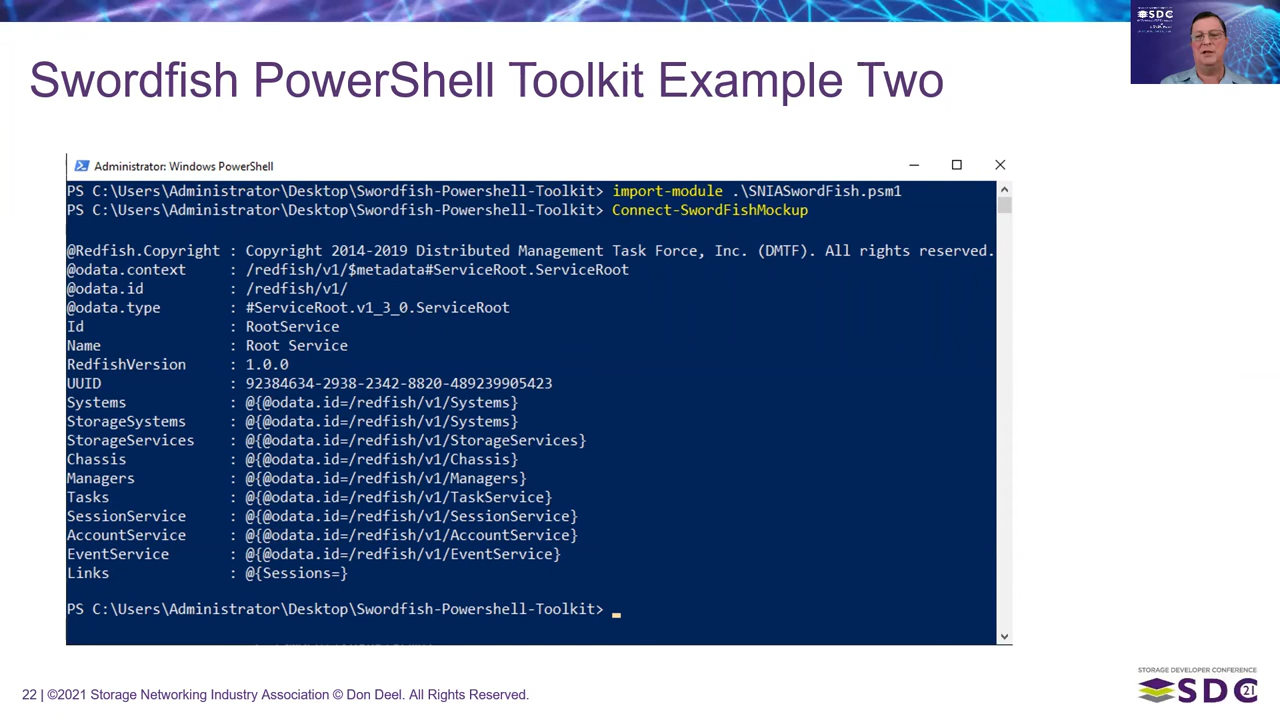 SDC
Swordfish PowerShell Toolkit Example Two
Administrator: Windows PowerShell
PS C:\Users\Administrator\Desktop\Swordfish-Powershell-Toolkit> import-module .\SNIASwordFish.psm1
PS C:\Users\Administrator\Desktop\Swordfish-Powershell-Toolkit> Connect-SwordFishMockup
@Redfish.Copyright : Copyright 2014-2019 Distributed Management Task Force, Inc. (DMTF). All rights reserved.
@odata.context : /redfish/v1/$metadata#ServiceRoot.ServiceRoot
@odata.id : /redfish/v1/
@odata.type : #ServiceRoot.v1_3_0.ServiceRoot
Id : RootService
Name : Root Service
RedfishVersion : 1.0.0
UUID : 92384634-2938-2342-8820-489239905423
Systems : @{@odata.id=/redfish/v1/Systems}
StorageSystems : @{@odata.id=/redfish/v1/Systems}
StorageServices : @{@odata.id=/redfish/v1/StorageServices}
Chassis : @{@odata.id=/redfish/v1/Chassis}
Managers : @{@odata.id=/redfish/v1/Managers}
Tasks : @{@odata.id=/redfish/v1/TaskService}
SessionService : @{@odata.id=/redfish/v1/SessionService}
AccountService : @{@odata.id=/redfish/v1/AccountService}
EventService : @{@odata.id=/redfish/v1/EventService}
Links : @{Sessions=}
PS C:\Users\Administrator\Desktop\Swordfish-Powershell-Toolkit> _
22 | ©2021 Storage Networking Industry Association © Don Deel. All Rights Reserved.
STORAGE DEVELOPER CONFERENCE
SDC 21